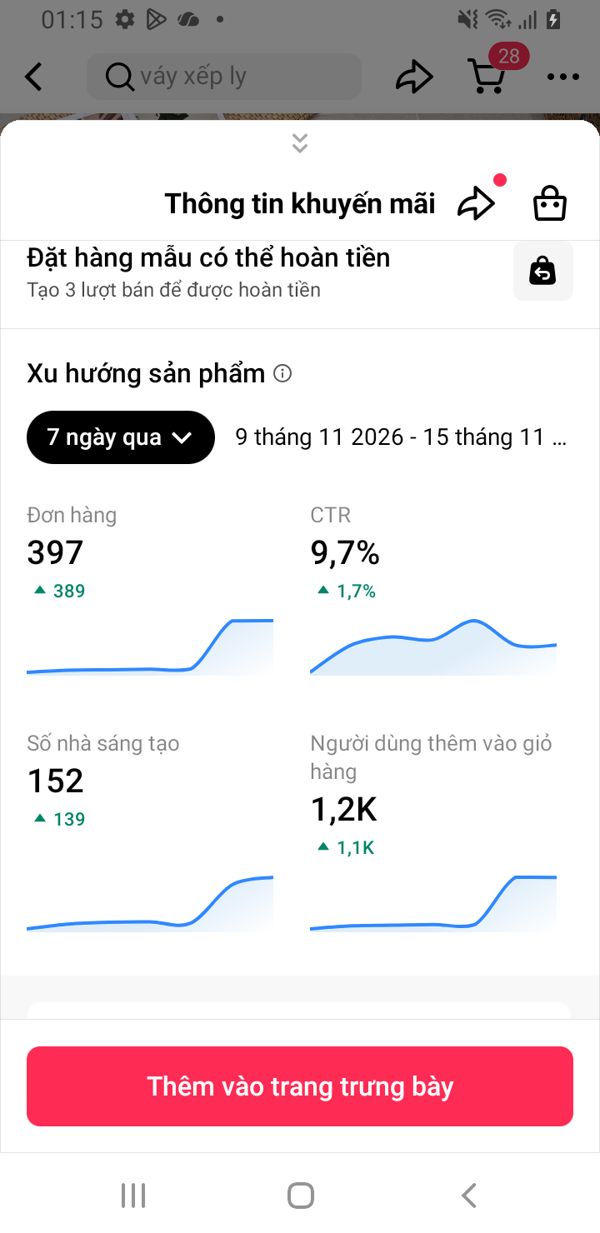 01:15
váy xếp ly
28
Thông tin khuyến mãi
Đặt hàng mẫu có thể hoàn tiền
Tạo 3 lượt bán để được hoàn tiền
Xu hướng sản phẩm
7 ngày qua
9 tháng 11 2026 - 15 tháng 11 ...
Đơn hàng
397
389
CTR
9,7%
1,7%
Số nhà sáng tạo
152
139
Người dùng thêm vào giỏ
hàng
1,2K
1,1K
Thêm vào trang trưng bày